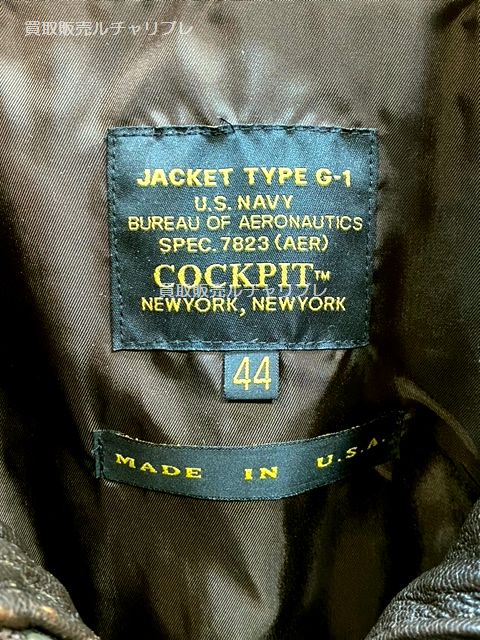 買取販売ルチャリブレ
JACKET TYPE G-1
U.S. NAVY
BUREAU OF AERONAUTICS
SPEC. 7823 (AER)
COCKPIT™
買取販売ルチャリブレ
NEWYORK, NEWYORK
44
MADE IN U.S.A.